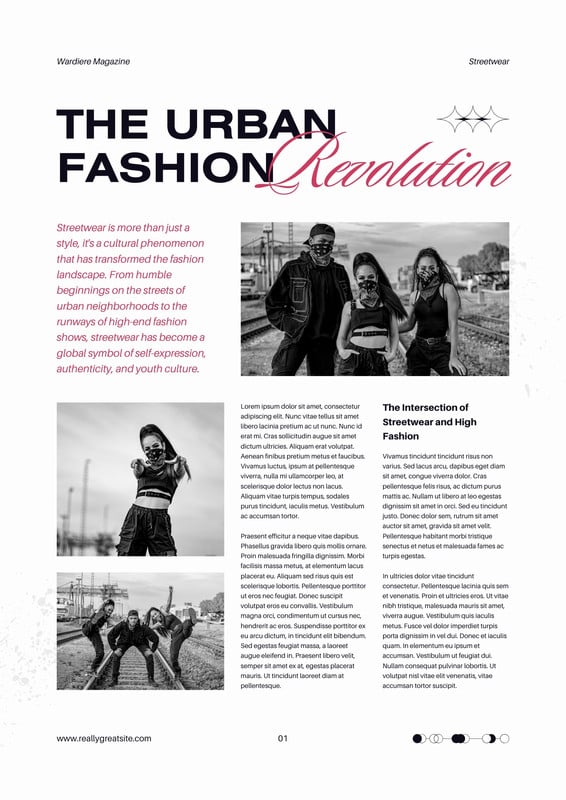 Wardiere Magazine
Streetwear
THE URBAN
FASHION Revolution
Streetwear is more than just a
style, it's a cultural phenomenon
that has transformed the fashion
landscape. From humble
beginnings on the streets of
urban neighborhoods to the
runways of high-end fashion
shows, streetwear has become a
global symbol of self-expression,
authenticity, and youth culture.
Lorem ipsum dolor sit amet, consectetur
adipiscing elit. Nunc vitae tellus sit amet
libero lacinia pretium ac ut nunc. Nunc id
erat mi. Cras sollicitudin augue sit amet
dictum ultricies. Aliquam erat volutpat.
Aenean finibus pretium metus et faucibus.
Vivamus luctus, ipsum at pellentesque
viverra, nulla mi ullamcorper leo, at
scelerisque dolor lectus non lacus.
Aliquam vitae turpis tempus, sodales
purus tincidunt, iaculis metus. Vestibulum
ac accumsan tortor.
Praesent efficitur a neque vitae dapibus.
Phasellus gravida libero quis mollis ornare.
Proin malesuada fringilla dignissim. Morbi
facilisis massa metus, at elementum lacus
placerat eu. Aliquam sed risus quis est
scelerisque lobortis. Pellentesque porttitor
ut eros nec feugiat. Donec suscipit
volutpat eros eu convallis. Vestibulum
magna orci, condimentum ut cursus nec,
hendrerit ac eros. Suspendisse porttitor ex
eu arcu dictum, in tincidunt elit bibendum.
Sed egestas feugiat massa, a laoreet
augue eleifend in. Praesent libero velit,
semper sit amet ex at, egestas placerat
mauris. Ut tincidunt laoreet diam at
pellentesque.
The Intersection of
Streetwear and High
Fashion
Vivamus tincidunt tincidunt risus non
varius. Sed lacus arcu, dapibus eget diam
sit amet, congue viverra dolor. Cras
pellentesque felis risus, ac dictum purus
mattis ac. Nullam ut libero at leo egestas
dignissim sit amet in orci. Sed eu tincidunt
justo. Donec dolor sem, rutrum sit amet
auctor sit amet, gravida sit amet velit.
Pellentesque habitant morbi tristique
senectus et netus et malesuada fames ac
turpis egestas.
In ultricies dolor vitae tincidunt
consectetur. Pellentesque lacinia quis sem
et venenatis. Proin et ultricies eros. Ut vitae
nibh tristique, malesuada mauris sit amet,
viverra augue. Vestibulum quis iaculis
metus. Fusce vel dolor imperdiet turpis
porta dignissim in vel dui. Donec et iaculis
quam. In elementum eu ipsum et
accumsan. Vestibulum ut feugiat dui.
Nullam consequat pulvinar lobortis. Ut
volutpat nisl vitae elit venenatis, vitae
accumsan tortor suscipit.
www.reallygreatsite.com
01